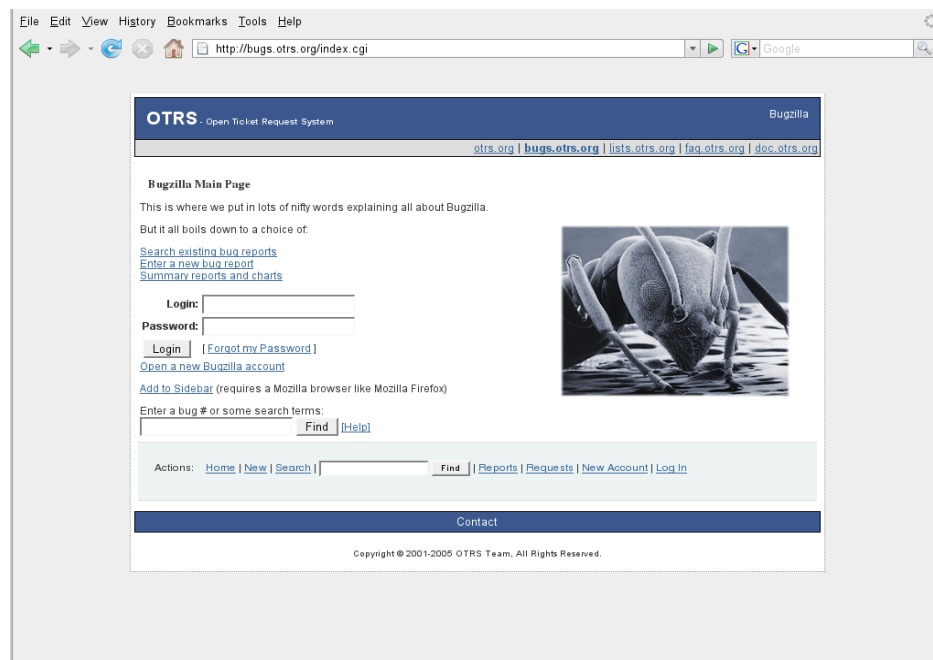 File Edit View History Bookmarks Tools Help
http://bugs.otrs.org/index.cgi G Google
OTRS - Open Ticket Request System Bugzilla
otrs.org | bugs.otrs.org | lists.otrs.org | faq.otrs.org | doc.otrs.org
Bugzilla Main Page
This is where we put in lots of nifty words explaining all about Bugzilla.
But it all boils down to a choice of:
Search existing bug reports
Enter a new bug report
Summary reports and charts
Login:
Password:
Login [ Forgot my Password ]
Open a new Bugzilla account
Add to Sidebar (requires a Mozilla browser like Mozilla Firefox)
Enter a bug # or some search terms:
Find [Help]
Actions: Home | New | Search | Find | Reports | Requests | New Account | Log In
Contact
Copyright © 2001-2005 OTRS Team, All Rights Reserved.